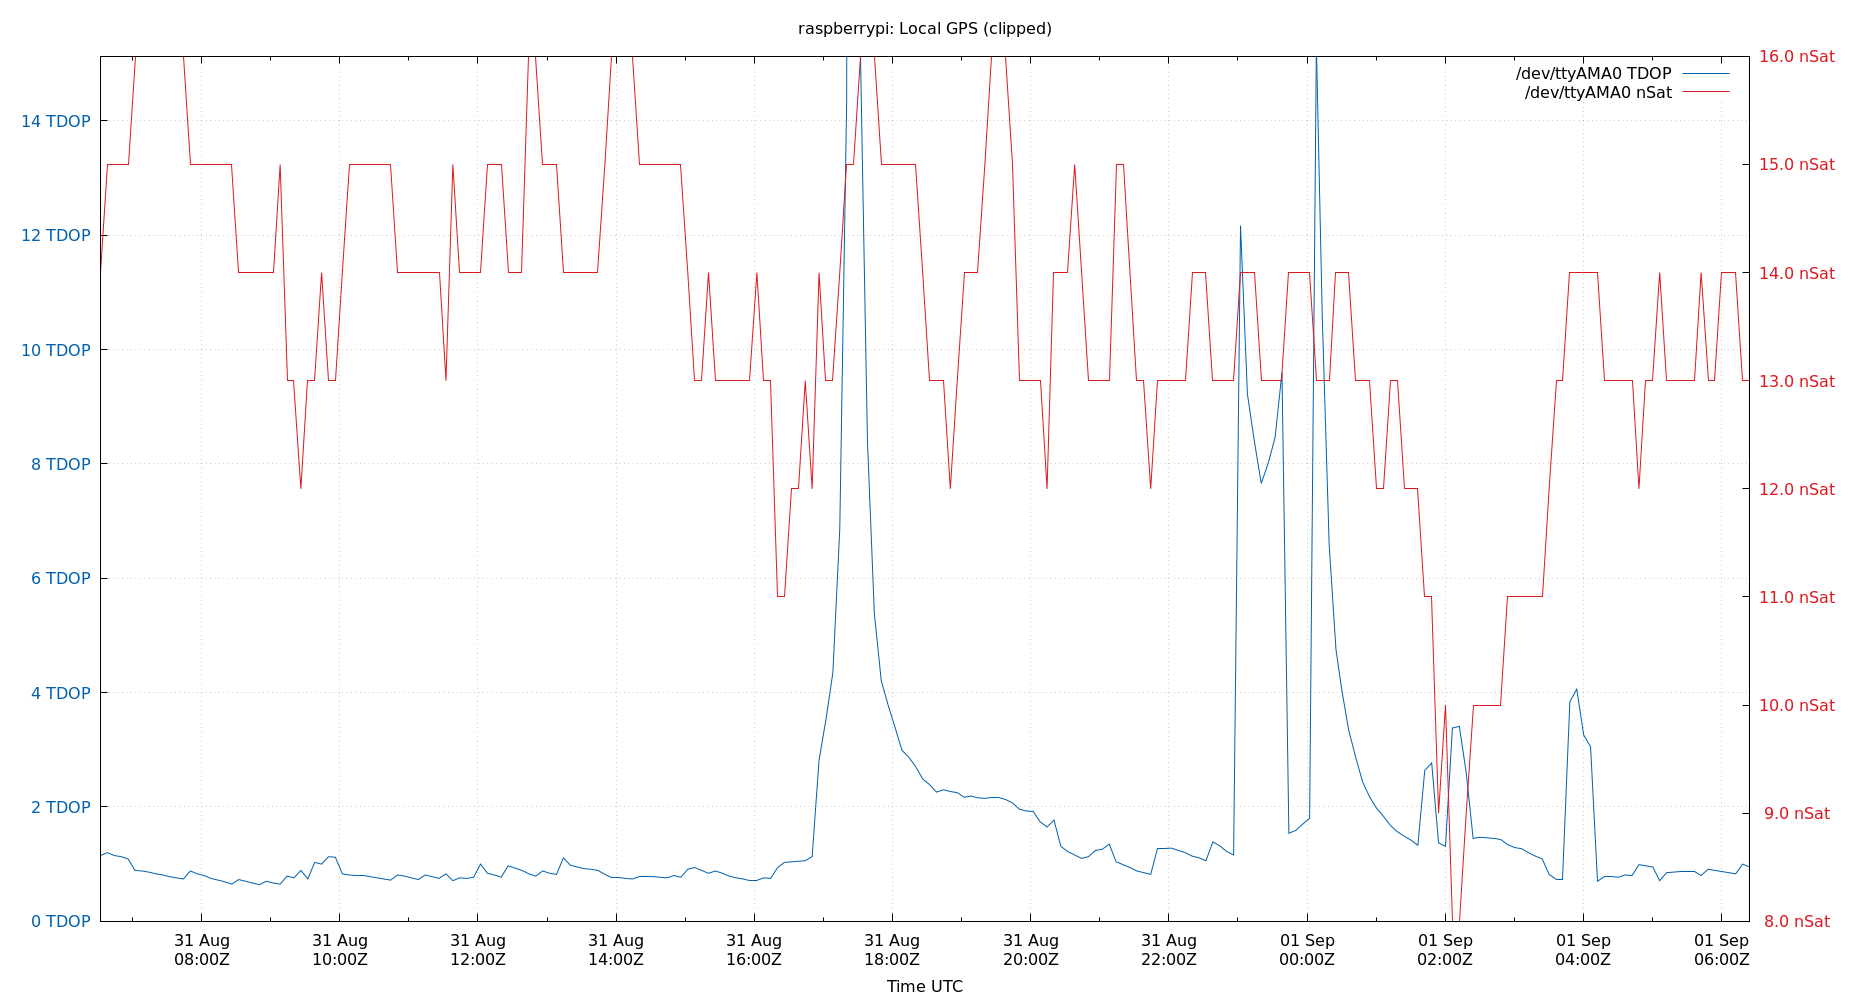 raspberrypi: Local GPS (clipped)
16.0 nSat
/dev/ttyAMA0 TDOP
/dev/ttyAMA0 nSat
14 TDOP
15.0 nSat
12 TDOP
14.0 nSat
10 TDOP
13.0 nSat
8 TDOP
12.0 nSat
6 TDOP
11.0 nSat
4 TDOP
10.0 nSat
2 TDOP
9.0 nSat
0 TDOP
8.0 nSat
31 Aug 31 Aug 31 Aug 31 Aug 31 Aug 31 Aug 31 Aug 31 Aug 01 Sep 01 Sep 01 Sep 01 Sep
08:00Z 10:00Z 12:00Z 14:00Z 16:00Z 18:00Z 20:00Z 22:00Z 00:00Z 02:00Z 04:00Z 06:00Z
Time UTC